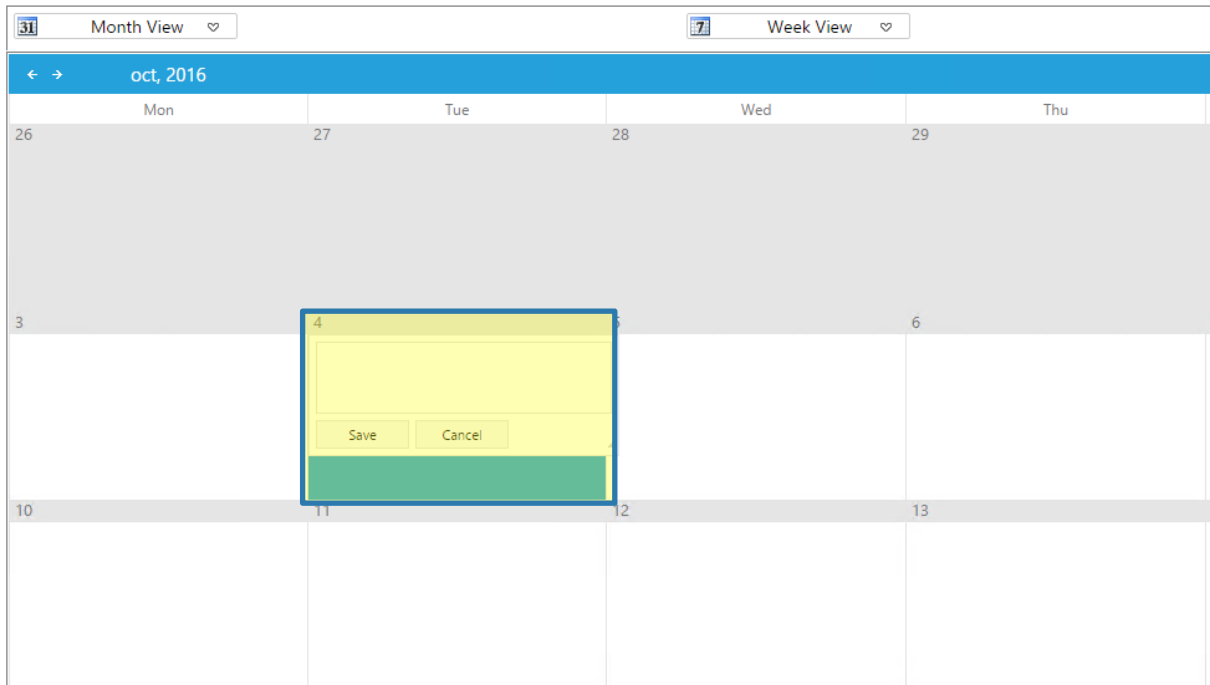 31 Month View 7 Week View
oct, 2016
Mon Tue Wed Thu
26 27 28 29
3 4 5 6
Save Cancel
10 11 12 13